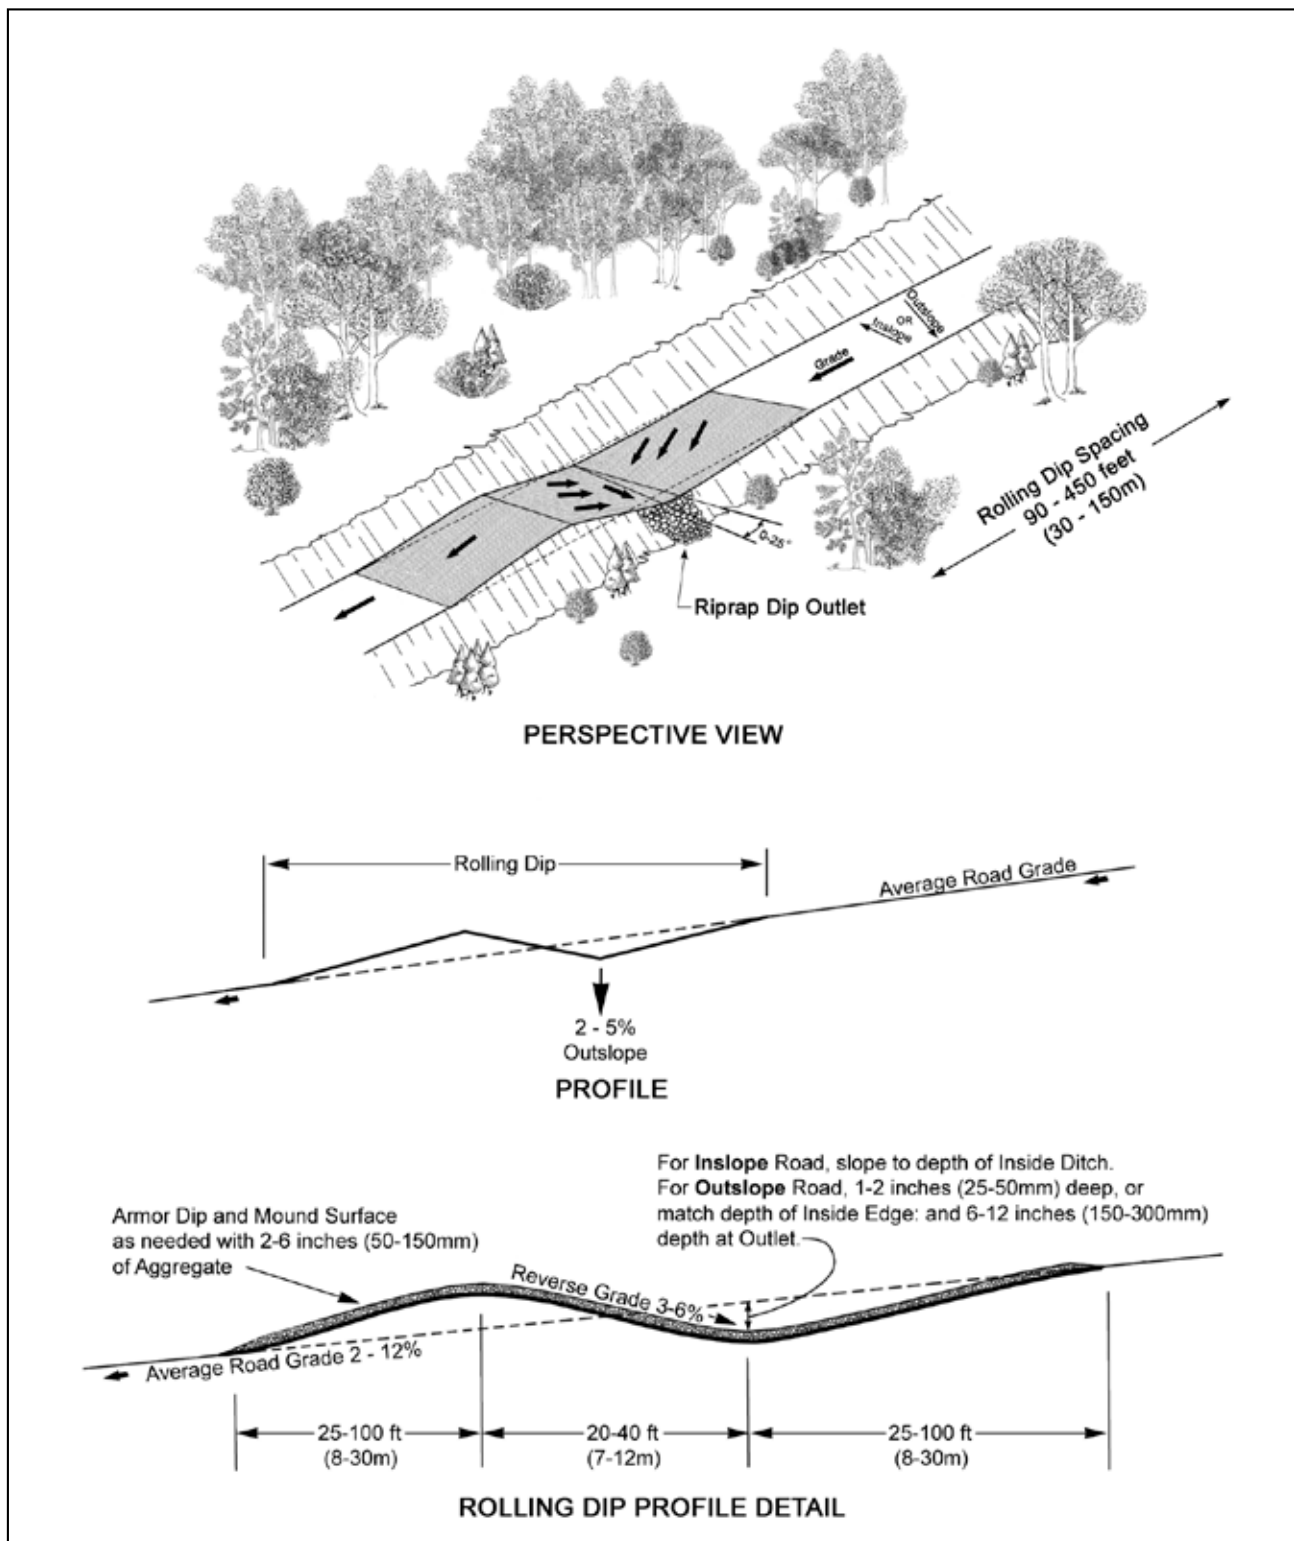 Outslope
OR
Inslope
Grade
Rolling Dip Spacing
90 - 450 feet
(30 - 150m)
0-25°
Riprap Dip Outlet
PERSPECTIVE VIEW
Rolling Dip
Average Road Grade
2 - 5%
Outslope
PROFILE
For Inslope Road, slope to depth of Inside Ditch.
For Outslope Road, 1-2 inches (25-50mm) deep, or
match depth of Inside Edge: and 6-12 inches (150-300mm)
depth at Outlet.
Armor Dip and Mound Surface
as needed with 2-6 inches (50-150mm)
of Aggregate
Reverse Grade 3-6%
Average Road Grade 2 - 12%
25-100 ft
(8-30m)
20-40 ft
(7-12m)
25-100 ft
(8-30m)
ROLLING DIP PROFILE DETAIL